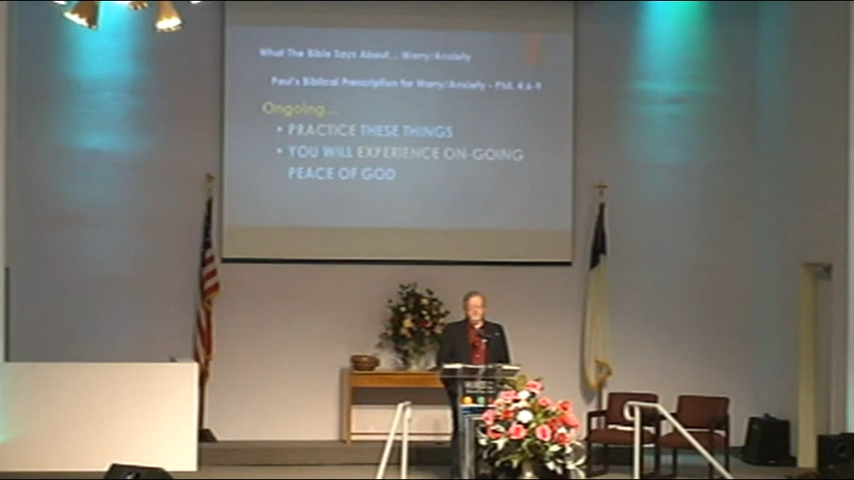 What The Bible Says About... Worry/Anxiety
Paul's Biblical Prescription for Worry/Anxiety – Phil. 4:6-9
Ongoing...
• PRACTICE THESE THINGS
• YOU WILL EXPERIENCE ON-GOING
PEACE OF GOD